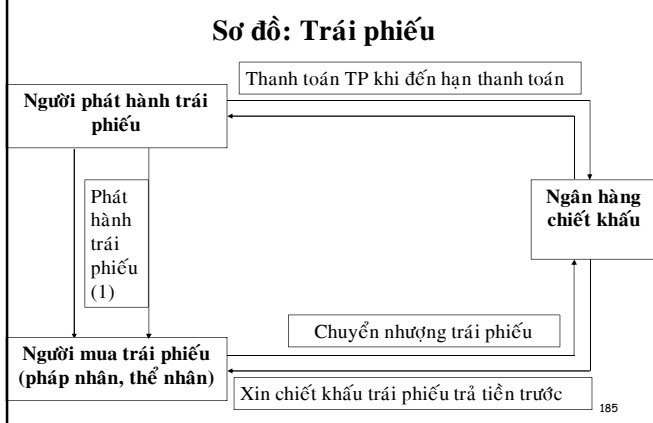 Sơ đồ: Trái phiếu
Thanh toán TP khi đến hạn thanh toán
Người phát hành trái
phiếu
Phát
hành
trái
phiếu
(1)
Ngân hàng
chiết khấu
Chuyển nhượng trái phiếu
Người mua trái phiếu
(pháp nhân, thể nhân)
Xin chiết khấu trái phiếu trả tiền trước
185